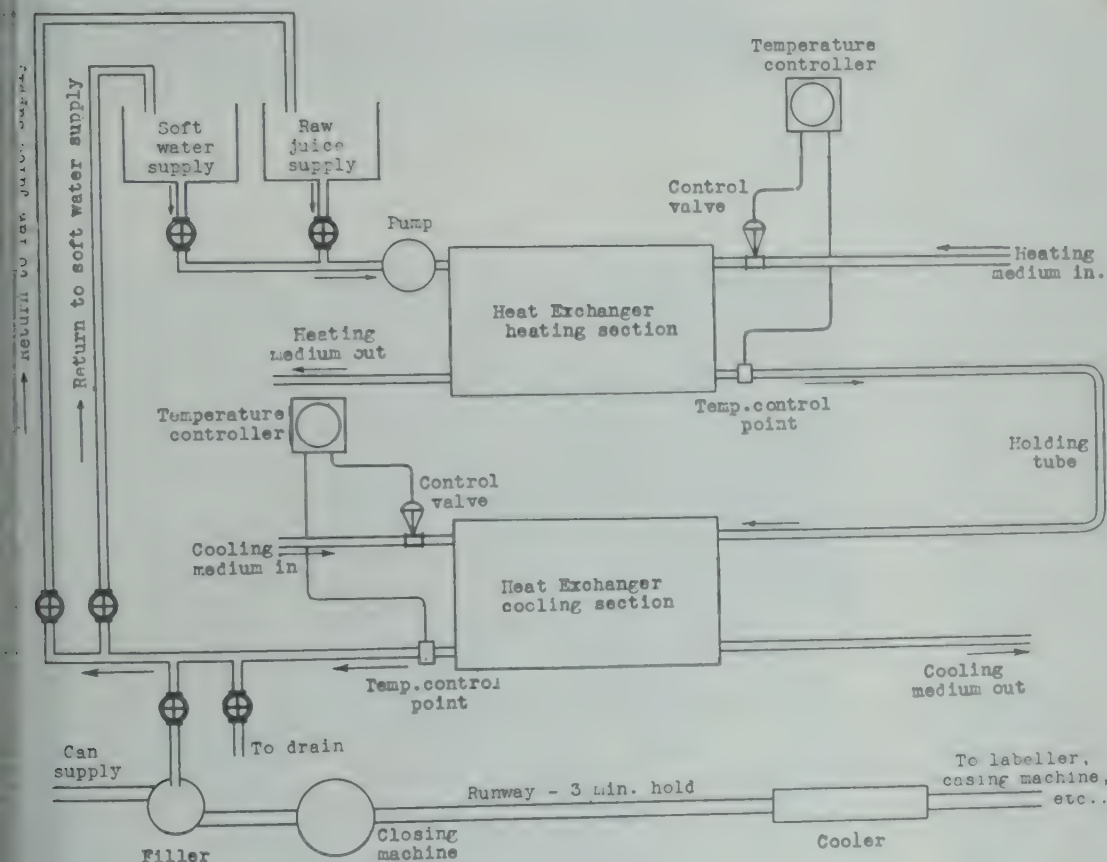 Return to raw juice supply
Return to soft water supply
Soft
water
supply
Raw
juice
supply
Temperature
controller
Control
valve
Pump
Heating
medium in.
Heat Exchanger
heating section
Heating
medium out
Temperature
controller
Temp.control
point
Holding
tube
Control
valve
Cooling
medium in
Heat Exchanger
cooling section
Temp.control
point
Cooling
medium out
To drain
Can
supply
Runway - 3 min. hold
To labeller,
casing machine,
etc..
Filler
Closing
machine
Cooler